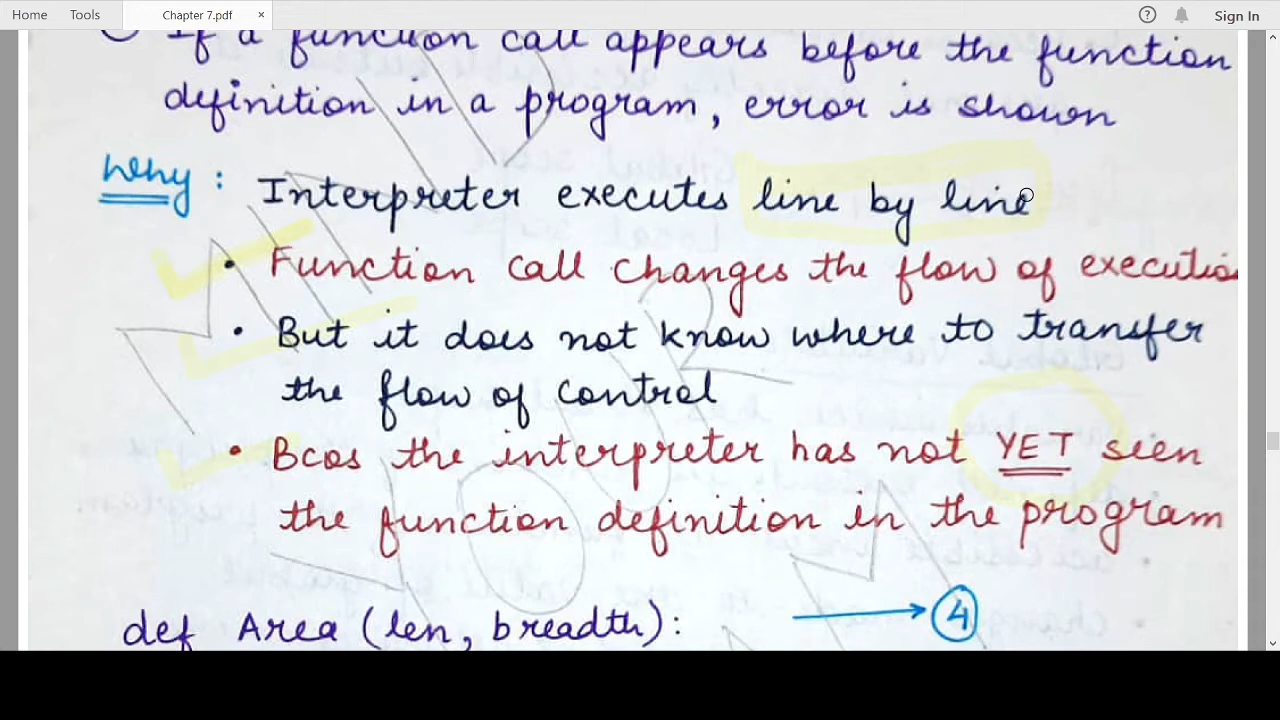 Home Tools Chapter 7.pdf × Sign In
If a function call appears before the function
definition in a program, error is shown
Why : Interpreter executes line by line
• Function call changes the flow of executio
• But it does not know where to transfer
the flow of control
• Bcos the interpreter has not YET seen
the function definition in the program
def Area (len, breadth): → 4